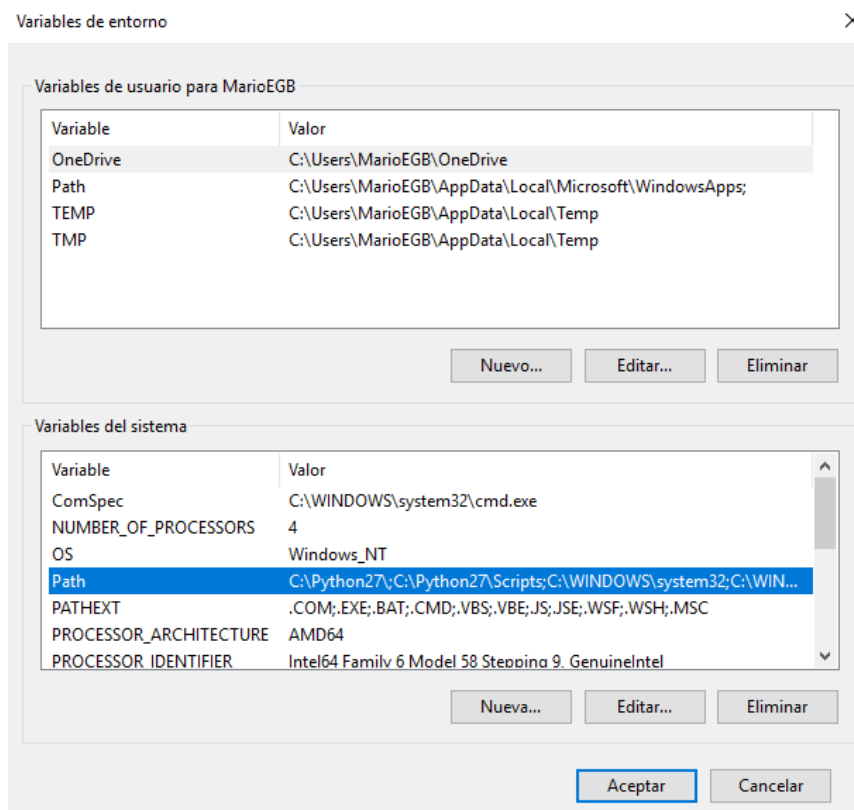 Variables de entorno
Variables de usuario para MarioEGB
Variable Valor
OneDrive C:\Users\MarioEGB\OneDrive
Path C:\Users\MarioEGB\AppData\Local\Microsoft\WindowsApps;
TEMP C:\Users\MarioEGB\AppData\Local\Temp
TMP C:\Users\MarioEGB\AppData\Local\Temp
Nuevo... Editar... Eliminar
Variables del sistema
Variable Valor
ComSpec C:\WINDOWS\system32\cmd.exe
NUMBER_OF_PROCESSORS 4
OS Windows_NT
Path C:\Python27\;C:\Python27\Scripts;C:\WINDOWS\system32;C:\WIN...
PATHEXT .COM;.EXE;.BAT;.CMD;.VBS;.VBE;.JS;.JSE;.WSF;.WSH;.MSC
PROCESSOR_ARCHITECTURE AMD64
PROCESSOR_IDENTIFIER Intel64 Family 6 Model 58 Stepping 9, GenuineIntel
Nueva... Editar... Eliminar
Aceptar Cancelar